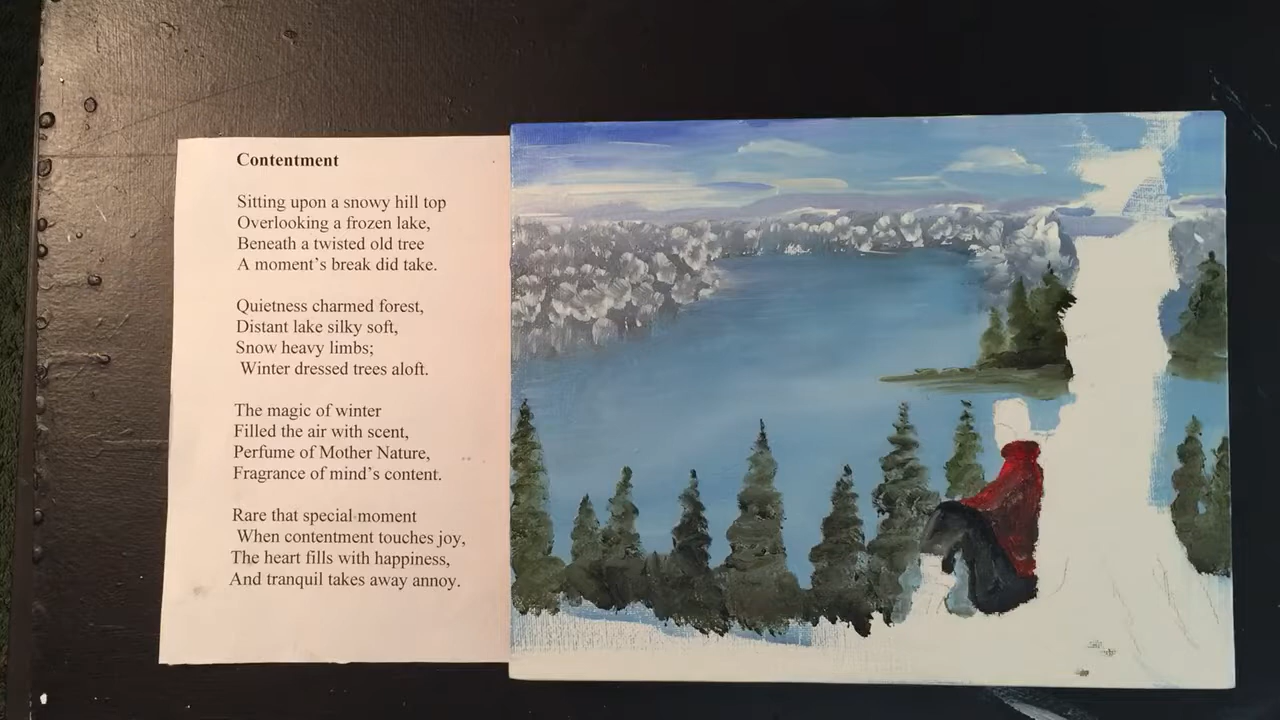 Contentment
Sitting upon a snowy hill top
Overlooking a frozen lake,
Beneath a twisted old tree
A moment's break did take.
Quietness charmed forest,
Distant lake silky soft,
Snow heavy limbs;
Winter dressed trees aloft.
The magic of winter
Filled the air with scent,
Perfume of Mother Nature,
Fragrance of mind's content.
Rare that special moment
When contentment touches joy,
The heart fills with happiness,
And tranquil takes away annoy.